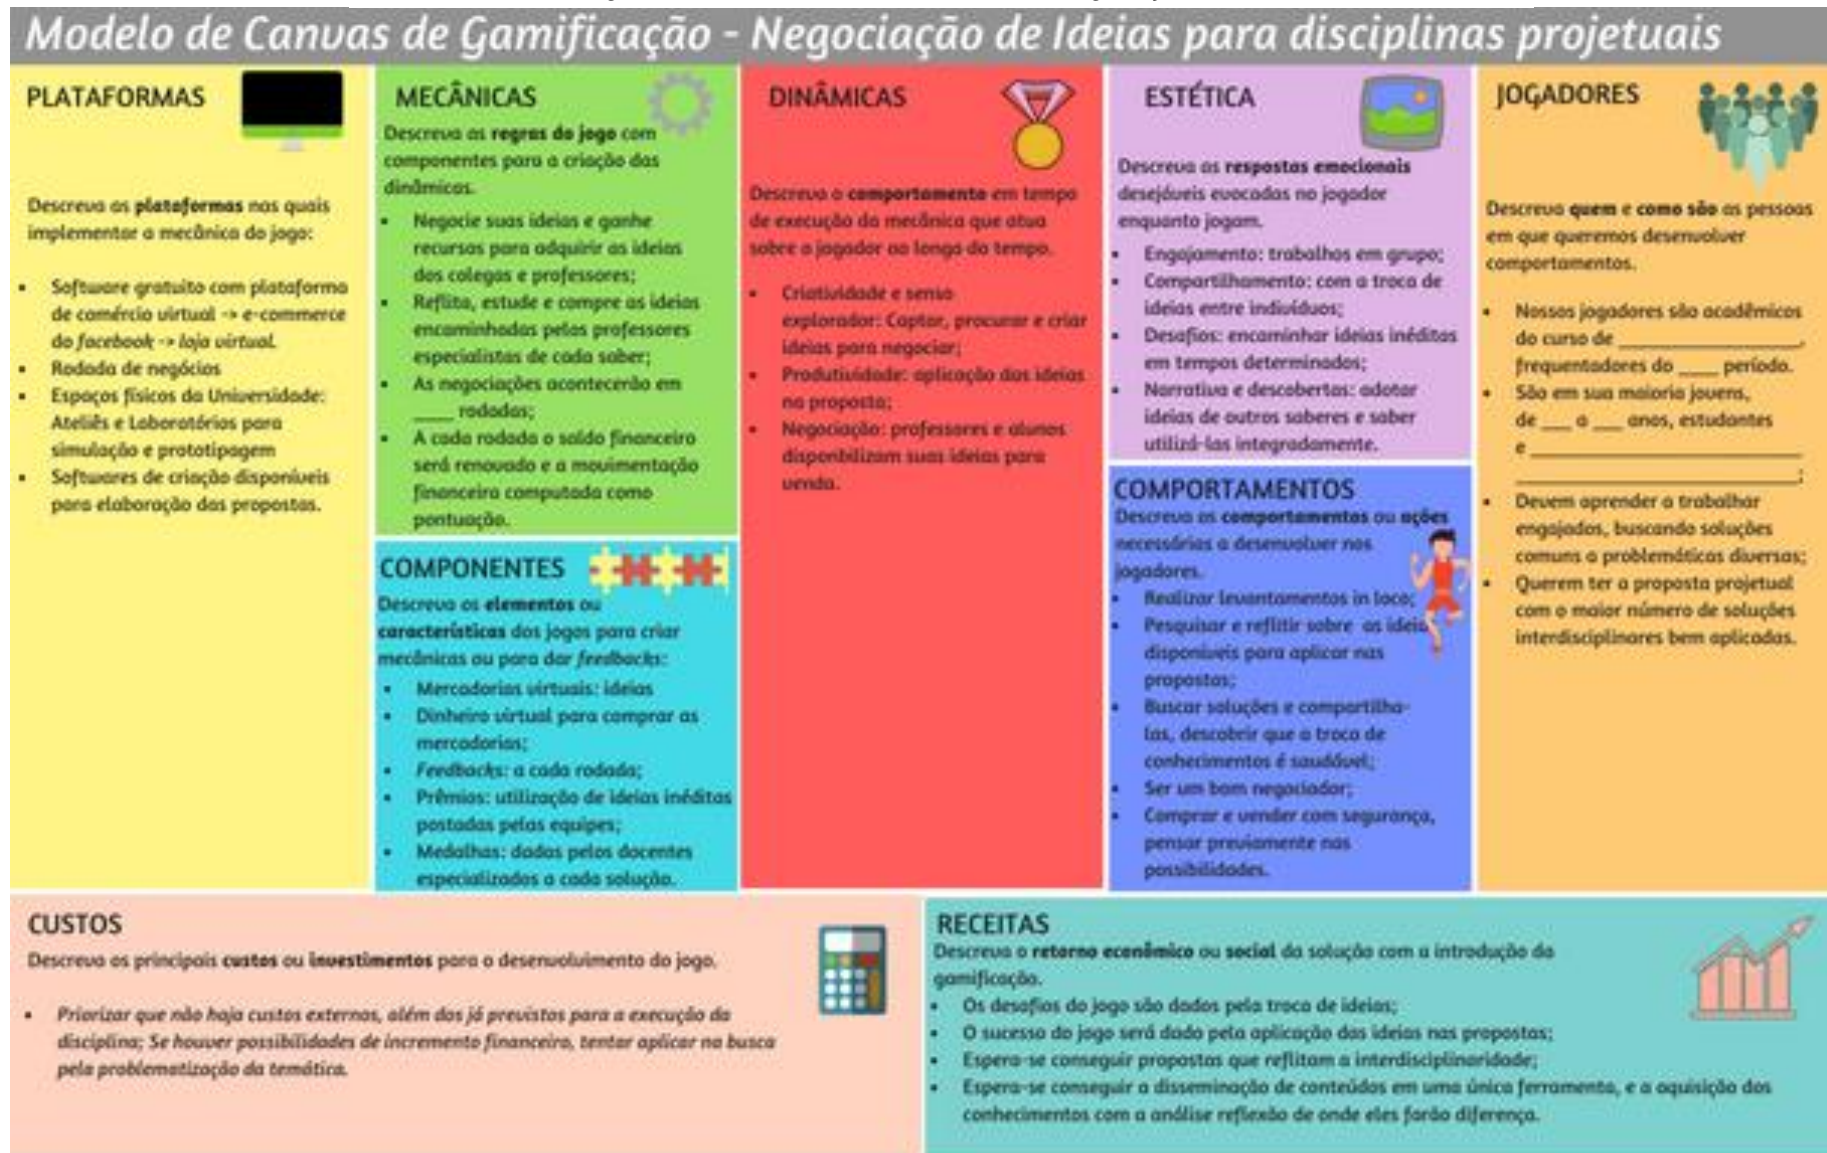 Modelo de Canvas de Gamificação - Negociação de Ideias para disciplinas projetuais
PLATAFORMAS
Descreva as plataformas nas quais
implementar a mecânica do jogo:
• Software gratuito com plataforma
de comércio virtual -> e-commerce
do facebook -> loja virtual.
• Rodada de negócios
• Espaços físicos da Universidade:
Ateliês e Laboratórios para
simulação e prototipagem
• Softwares de criação disponíveis
para elaboração das propostas.
MECÂNICAS
Descreva as regras do jogo com
componentes para a criação das
dinâmicas.
• Negocie suas ideias e ganhe
recursos para adquirir as ideias
dos colegas e professores;
• Reflita, estude e compre as ideias
encaminhadas pelos professores
especialistas de cada saber;
• As negociações acontecerão em
____ rodadas;
• A cada rodada o saldo financeiro
será renovado e a movimentação
financeira computada como
pontuação.
COMPONENTES
Descreva os elementos ou
características dos jogos para criar
mecânicas ou para dar feedbacks:
• Mercadorias virtuais: ideias
• Dinheiro virtual para comprar as
mercadorias;
• Feedbacks: a cada rodada;
• Prêmios: utilização de ideias inéditas
postadas pelas equipes;
• Medalhas: dadas pelos docentes
especializados a cada solução.
DINÂMICAS
Descreva o comportamento em tempo
de execução da mecânica que atua
sobre o jogador ao longo do tempo.
• Criatividade e senso
explorador: Captar, procurar e criar
ideias para negociar;
• Produtividade: aplicação das ideias
na proposta;
• Negociação: professores e alunos
disponibilizam suas ideias para
venda.
ESTÉTICA
Descreva as respostas emocionais
desejáveis evocadas no jogador
enquanto jogam.
• Engajamento: trabalhos em grupo;
• Compartilhamento: com a troca de
ideias entre indivíduos;
• Desafios: encaminhar ideias inéditas
em tempos determinados;
• Narrativa e descobertas: adotar
ideias de outros saberes e saber
utilizá-las integradamente.
COMPORTAMENTOS
Descreva os comportamentos ou ações
necessárias a desenvolver nos
jogadores.
• Realizar levantamentos in loco;
• Pesquisar e reflitir sobre as ideias
disponíveis para aplicar nas
propostas;
• Buscar soluções e compartilha-
las, descobrir que a troca de
conhecimentos é saudável;
• Ser um bom negociador;
• Comprar e vender com segurança,
pensar previamente nas
possibilidades.
JOGADORES
Descreva quem e como são as pessoas
em que queremos desenvolver
comportamentos.
• Nossos jogadores são acadêmicos
do curso de ____________________,
frequentadores do ____ período.
• São em sua maioria jovens,
de ___ a ___ anos, estudantes
e ______________________________
_______________________________;
• Devem aprender a trabalhar
engajados, buscando soluções
comuns a problemáticas diversas;
• Querem ter a proposta projetual
com o maior número de soluções
interdisciplinares bem aplicadas.
CUSTOS
Descreva os principais custos ou investimentos para o desenvolvimento do jogo.
• Priorizar que não haja custos externos, além dos já previstos para a execução da
disciplina; Se houver possibilidades de incremento financeiro, tentar aplicar na busca
pela problematização da temática.
RECEITAS
Descreva o retorno econômico ou social da solução com a introdução da
gamificação.
• Os desafios do jogo são dados pela troca de ideias;
• O sucesso do jogo será dado pela aplicação das ideias nas propostas;
• Espera-se conseguir propostas que reflitam a interdisciplinaridade;
• Espera-se conseguir a disseminação de conteúdos em uma única ferramenta, e a aquisição dos
conhecimentos com a análise reflexão de onde eles farão diferença.